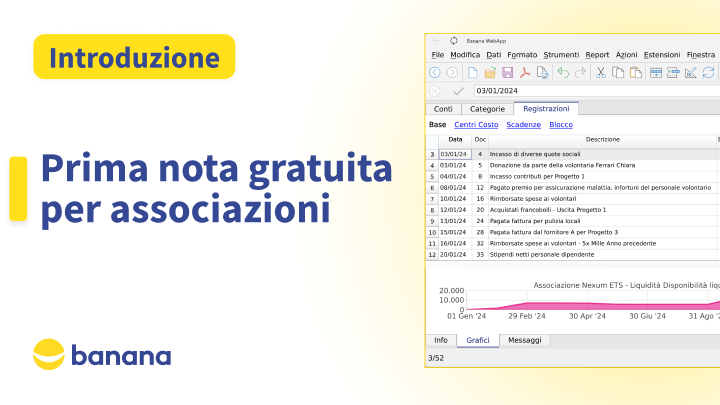 Introduzione
Prima nota gratuita
per associazioni
banana
Banana WebApp
File Modifica Dati Formato Strumenti Report Azioni Estensioni Finestra
03/01/2024
Conti Categorie Registrazioni
Base Centri Costo Scadenze Blocco
Data Doc Descrizione
3 03/01/24 4 Incasso di diverse quote sociali
4 03/01/24 5 Donazione da parte della volontaria Ferrari Chiara
5 04/01/24 8 Incasso contributi per Progetto 1
6 08/01/24 12 Pagato premio per assicurazione malattia, infortuni del personale volontario
7 10/01/24 16 Rimborsate spese ai volontari
8 12/01/24 20 Acquistati francobolli - Uscita Progetto 1
9 13/01/24 24 Pagata fattura per pulizia locali
10 15/01/24 28 Pagata fattura dal fornitore A per Progetto 3
11 16/01/24 32 Rimborsate spese ai volontari - 5x Mille Anno precedente
12 20/01/24 33 Stipendi netti personale dipendente
Associazione Nexum ETS - Liquidità Disponibilità liqu
20.000
10.000
0
01 Gen '24 29 Feb '24 30 Apr '24 30 Giu '24 31 Ago '2
Info Grafici Messaggi
3/52